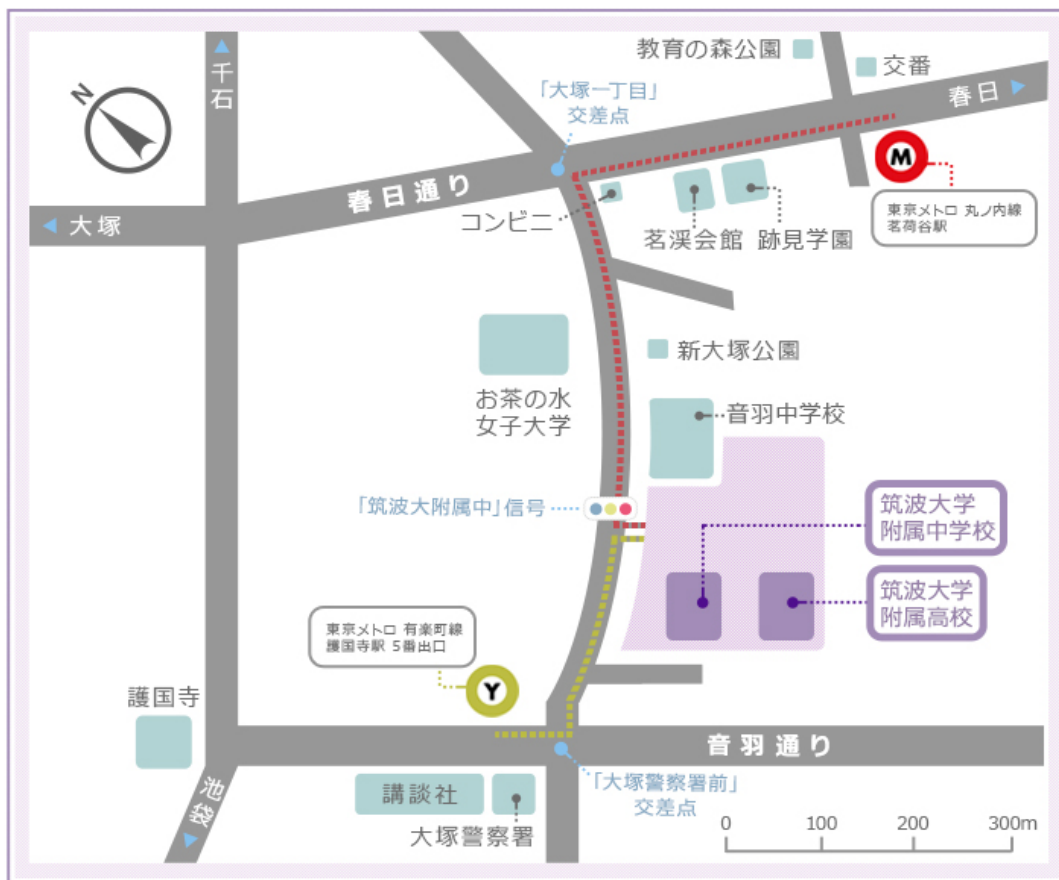 N
千石
教育の森公園
交番
春日
「大塚一丁目」
交差点
春日通り
大塚
コンビニ
茗渓会館
跡見学園
M
東京メトロ 丸ノ内線
茗荷谷駅
新大塚公園
お茶の水
女子大学
音羽中学校
「筑波大附属中」信号
筑波大学
附属中学校
筑波大学
附属高校
東京メトロ 有楽町線
護国寺駅 5番出口
Y
護国寺
音羽通り
池袋
講談社
大塚警察署
「大塚警察署前」
交差点
0 100 200 300m